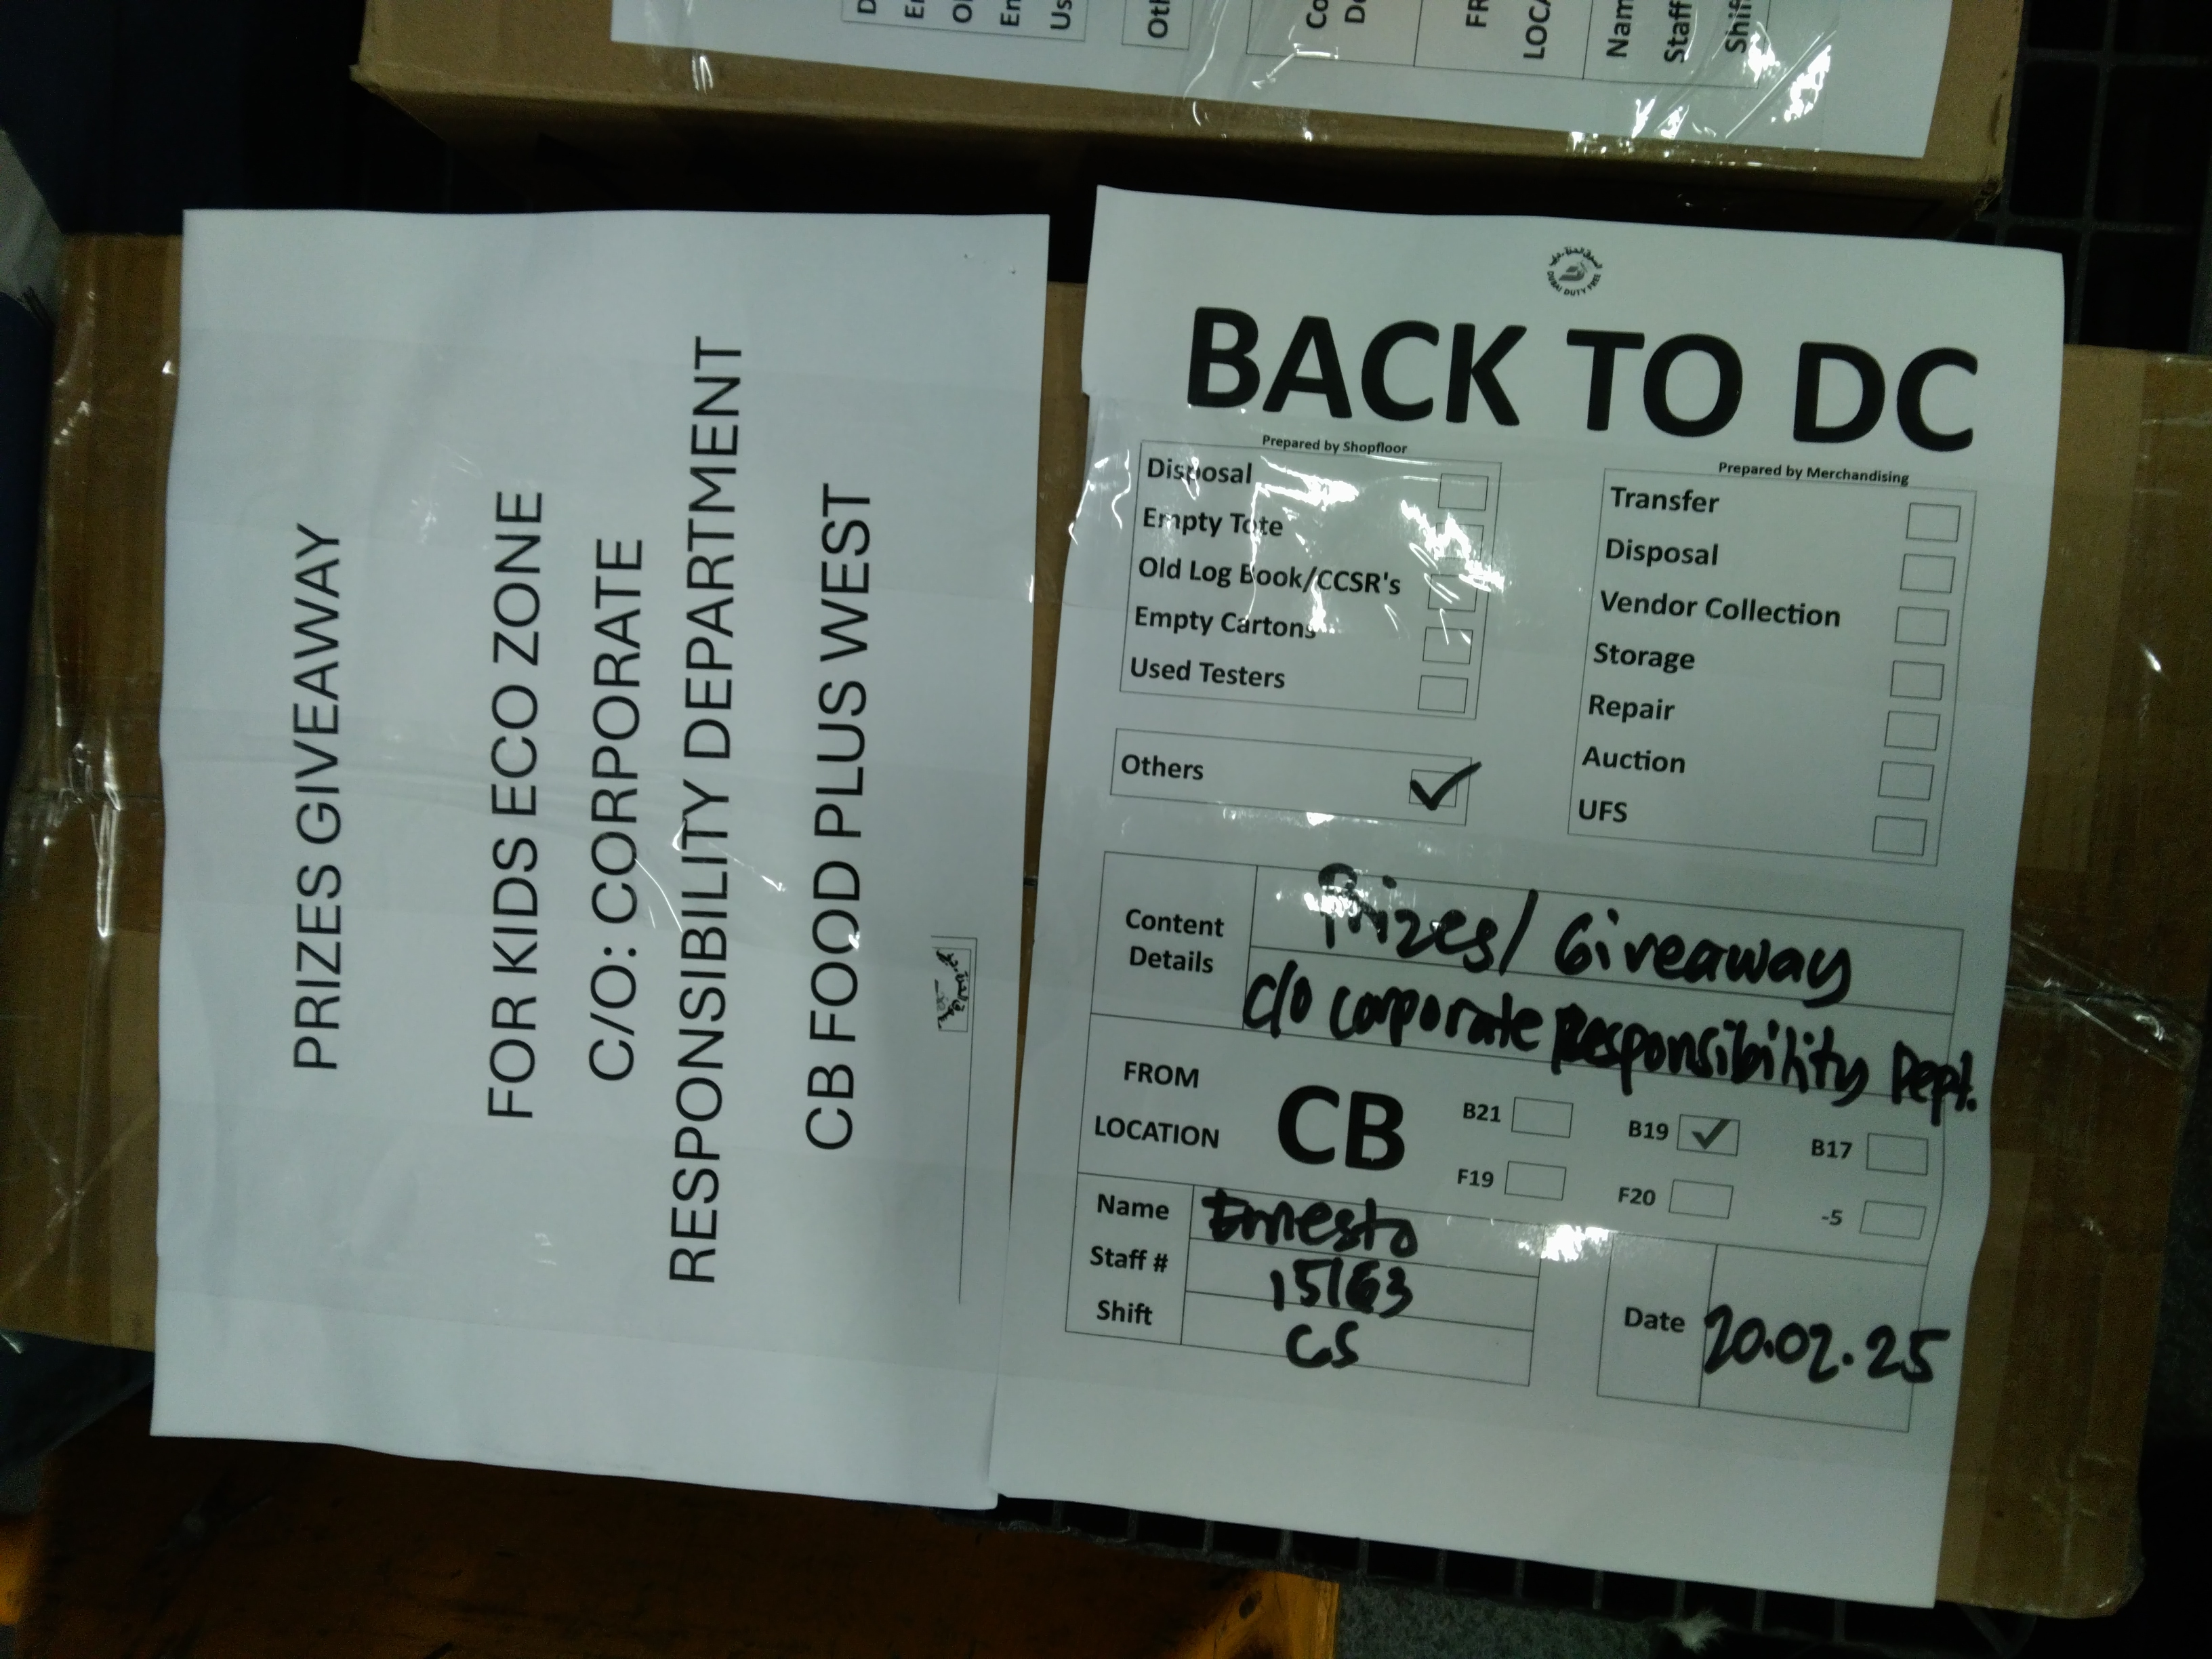 PRIZES GIVEAWAY
FOR KIDS ECO ZONE
C/O: CORPORATE
RESPONSIBILITY DEPARTMENT
CB FOOD PLUS WEST
DUBAI DUTY FREE
BACK TO DC
Prepared by Shopfloor
Disposal
Empty Tote
Old Log Book/CCSR's
Empty Cartons
Used Testers
Others ✓
Prepared by Merchandising
Transfer
Disposal
Vendor Collection
Storage
Repair
Auction
UFS
Content Details
Prizes/ Giveaway
c/o corporate Responsibility Dept.
FROM LOCATION
CB
B21 B19 ✓ B17
F19 F20 -5
Name Ernesto
Staff # 15163
Shift CS
Date 20.02.25